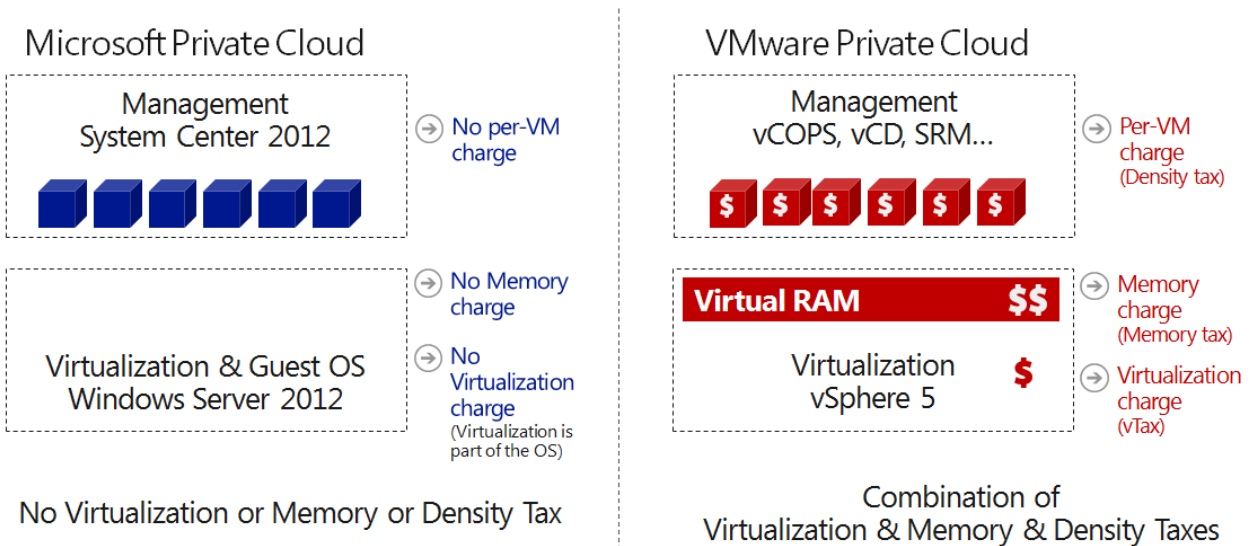 Microsoft Private Cloud
Management
System Center 2012
No per-VM
charge
No Memory
charge
Virtualization & Guest OS
Windows Server 2012
No
Virtualization
charge
(Virtualization is
part of the OS)
No Virtualization or Memory or Density Tax
VMware Private Cloud
Management
vCOPS, vCD, SRM...
$ $ $ $ $ $
Per-VM
charge
(Density tax)
Virtual RAM $$
Memory
charge
(Memory tax)
Virtualization $
vSphere 5
Virtualization
charge
(vTax)
Combination of
Virtualization & Memory & Density Taxes